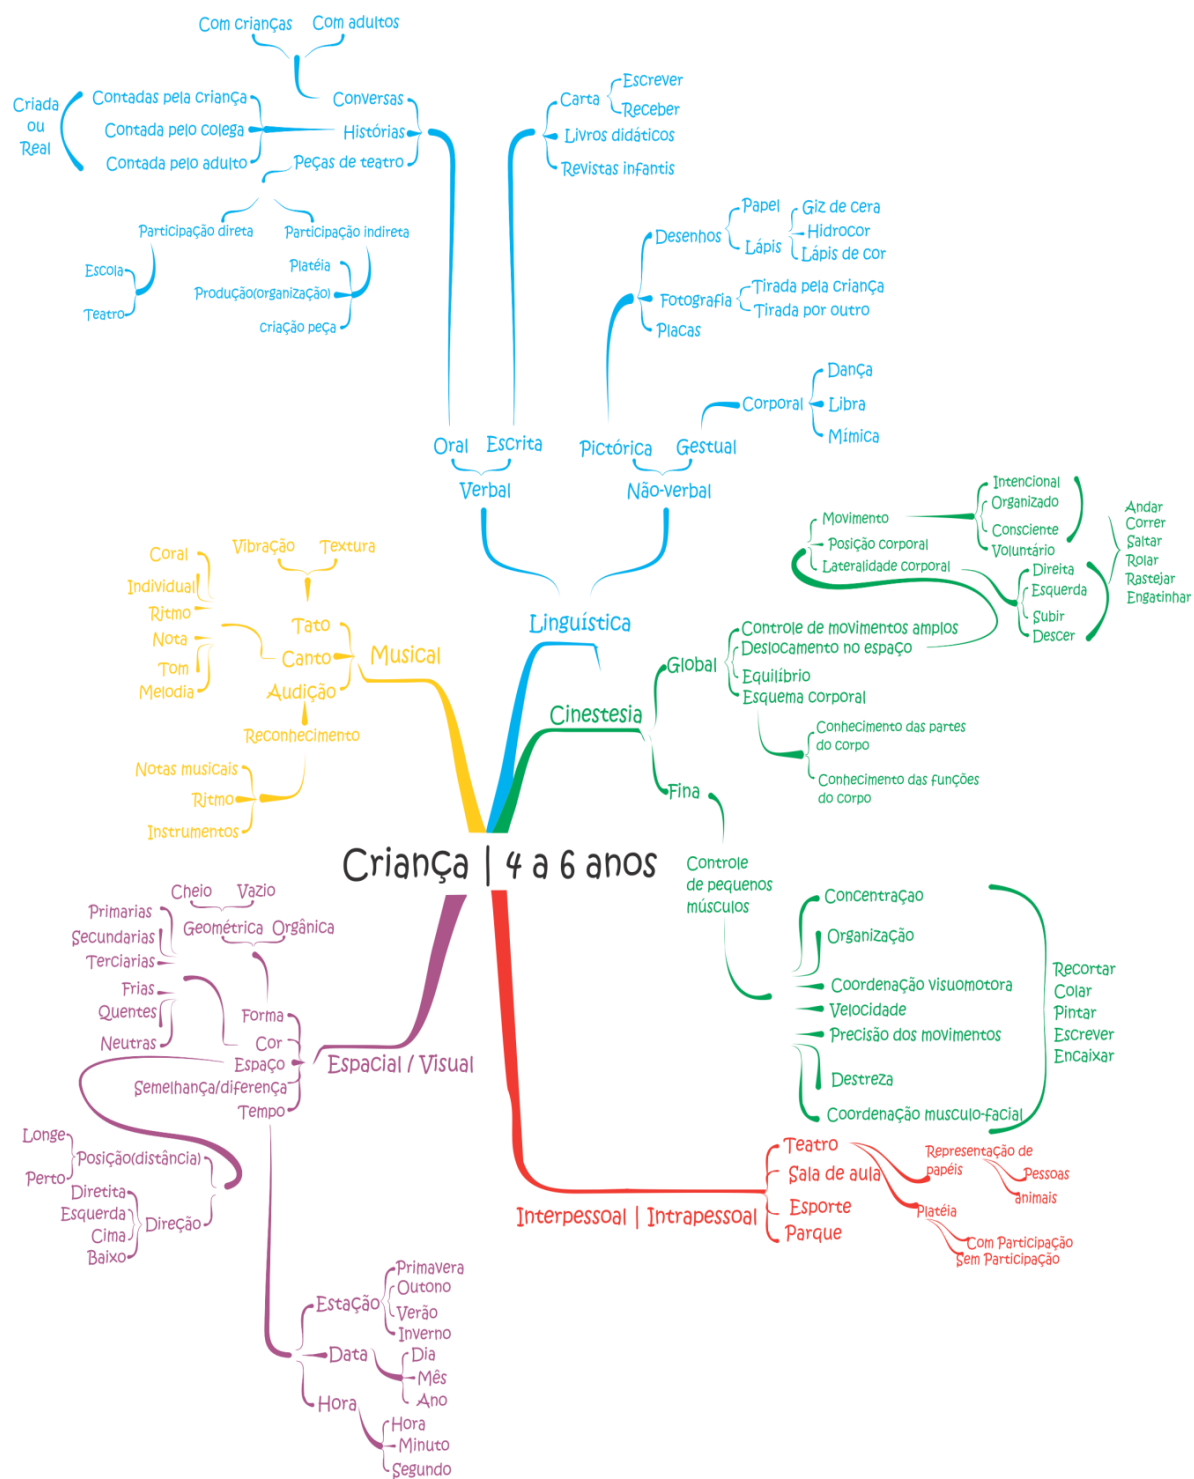 Com crianças
Com adultos
Conversas
Criada
ou
Real
Contadas pela criança
Contada pelo colega
Contada pelo adulto
Histórias
Peças de teatro
Participação direta
Participação indireta
Escola
Teatro
Platéia
Produção(organização)
criação peça
Carta
Escrever
Receber
Livros didáticos
Revistas infantis
Desenhos
Papel
Lápis
Giz de cera
Hidrocor
Lápis de cor
Fotografia
Tirada pela criança
Tirada por outro
Placas
Corporal
Dança
Libra
Mímica
Oral
Escrita
Pictórica
Gestual
Verbal
Não-verbal
Linguística
Coral
Individual
Ritmo
Nota
Tom
Melodia
Vibração
Textura
Tato
Canto
Audição
Musical
Reconhecimento
Notas musicais
Ritmo
Instrumentos
Movimento
Posição corporal
Lateralidade corporal
Intencional
Organizado
Consciente
Voluntário
Direita
Esquerda
Subir
Descer
Andar
Correr
Saltar
Rolar
Rastejar
Engatinhar
Cinestesia
Global
Controle de movimentos amplos
Deslocamento no espaço
Equilíbrio
Esquema corporal
Conhecimento das partes
do corpo
Conhecimento das funções
do corpo
Fina
Controle
de pequenos
músculos
Concentraçao
Organização
Coordenação visuomotora
Velocidade
Precisão dos movimentos
Destreza
Coordenação musculo-facial
Recortar
Colar
Pintar
Escrever
Encaixar
Criança | 4 a 6 anos
Cheio
Vazio
Geométrica
Orgânica
Primarias
Secundarias
Terciarias
Frias
Quentes
Neutras
Forma
Cor
Espaço
Semelhança/diferença
Tempo
Espacial / Visual
Longe
Perto
Posição(distância)
Diretita
Esquerda
Cima
Baixo
Direção
Estação
Primavera
Outono
Verão
Inverno
Data
Dia
Mês
Ano
Hora
Hora
Minuto
Segundo
Interpessoal | Intrapessoal
Teatro
Sala de aula
Esporte
Parque
Representação de
papéis
Pessoas
animais
Platéia
Com Participação
Sem Participação